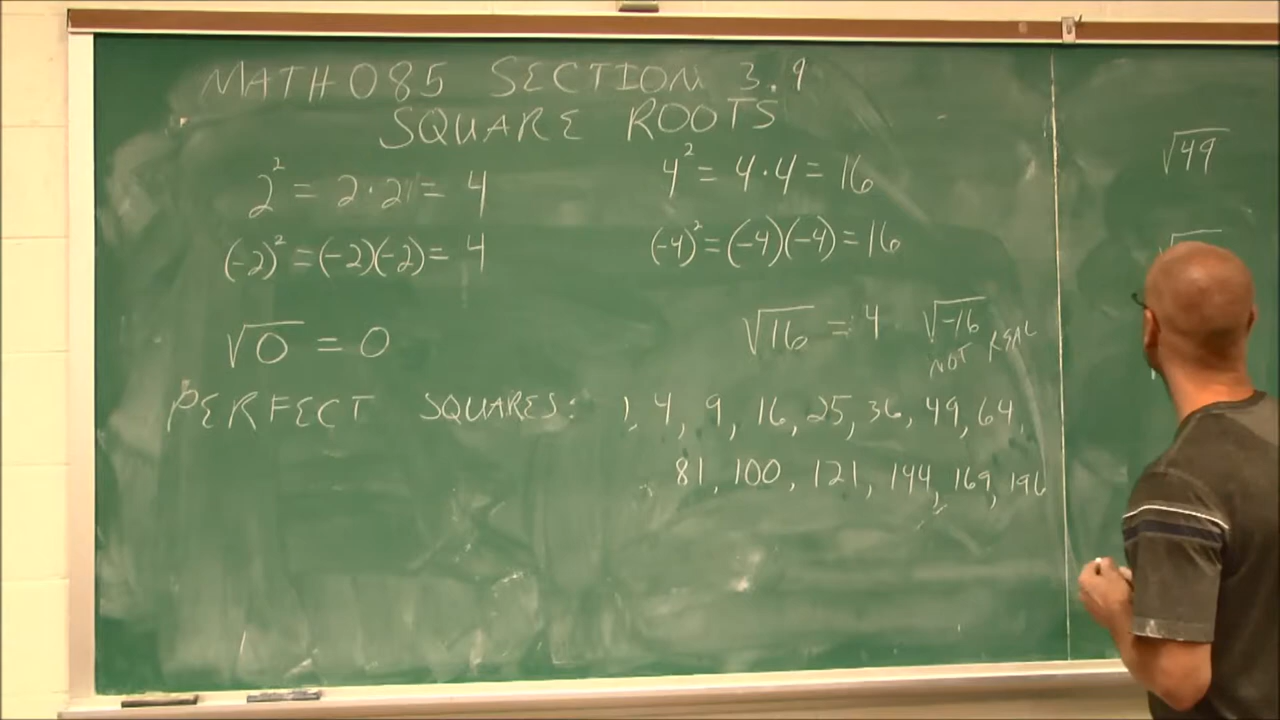 MATH 085 SECTION 3.9
SQUARE ROOTS
2² = 2·2 = 4
(-2)² = (-2)(-2) = 4
4² = 4·4 = 16
(-4)² = (-4)(-4) = 16
√0 = 0
√16 = 4 √-16
NOT REAL
PERFECT SQUARES: 1, 4, 9, 16, 25, 36, 49, 64,
81, 100, 121, 144, 169, 196
√49